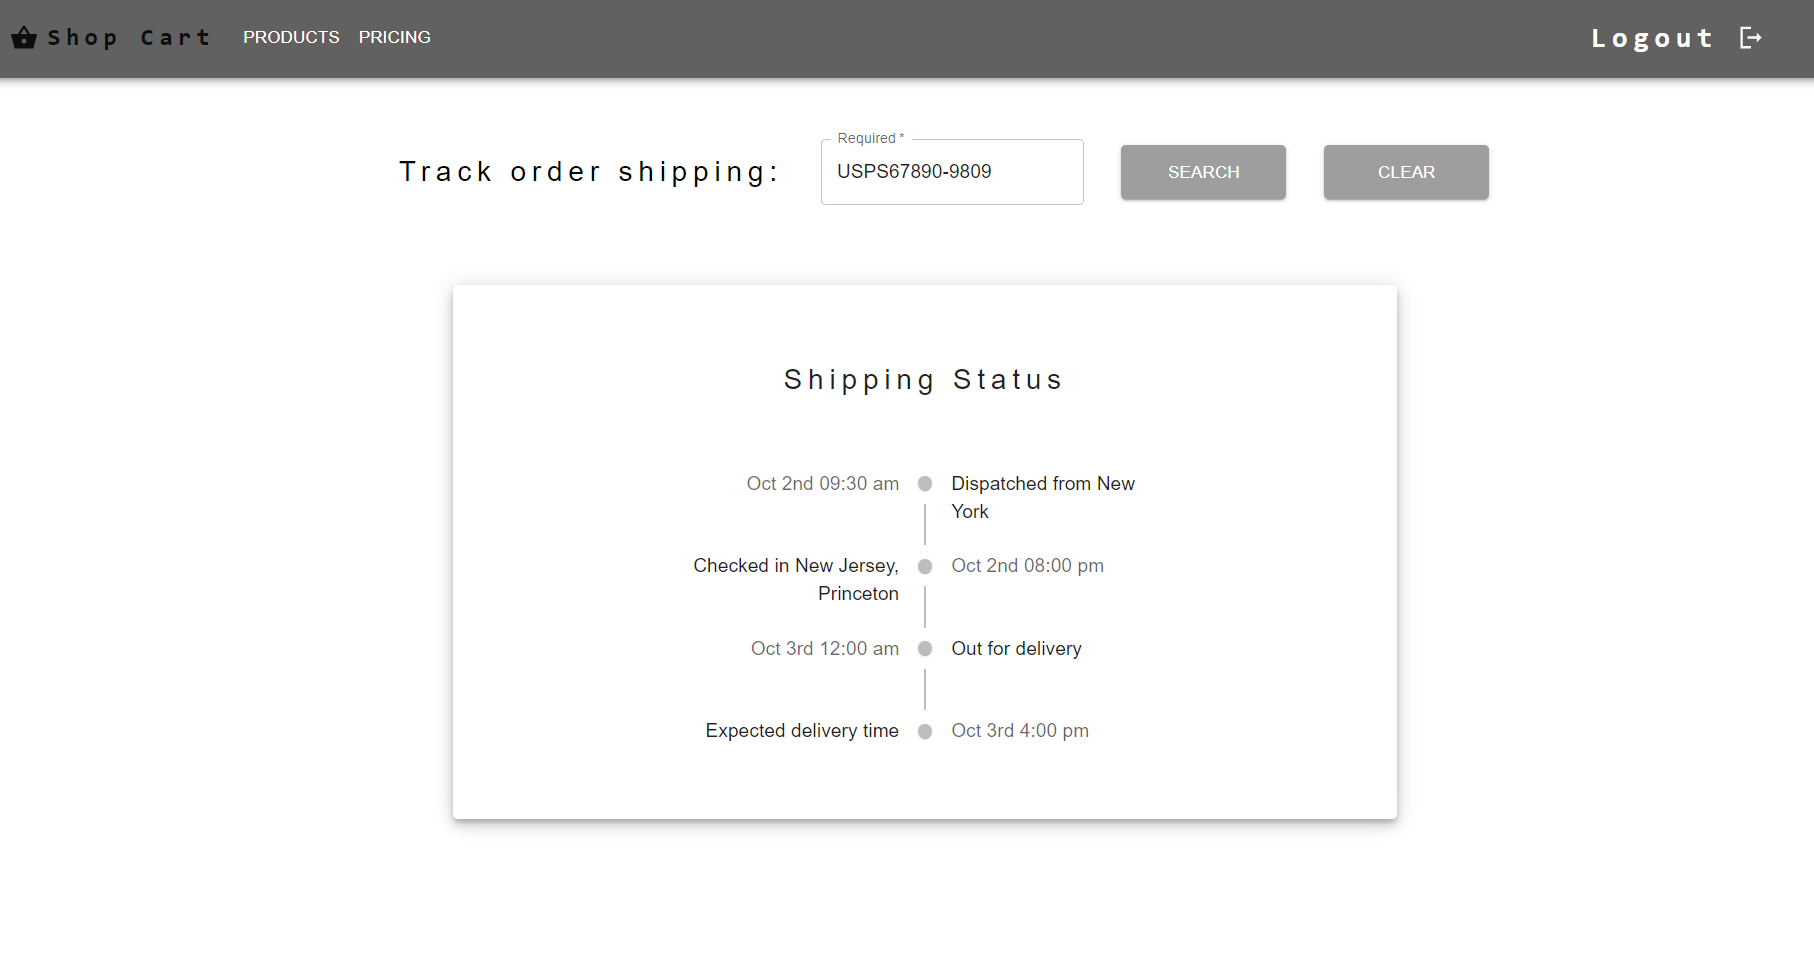 Shop Cart PRODUCTS PRICING Logout
Required *
Track order shipping: USPS67890-9809 SEARCH CLEAR
Shipping Status
Oct 2nd 09:30 am Dispatched from New
York
Checked in New Jersey, Oct 2nd 08:00 pm
Princeton
Oct 3rd 12:00 am Out for delivery
Expected delivery time Oct 3rd 4:00 pm